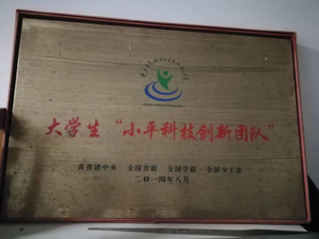 大学生“小平科技创新团队”
共青团中央 全国青联 全国学联 全国少工委
二〇一四年八月